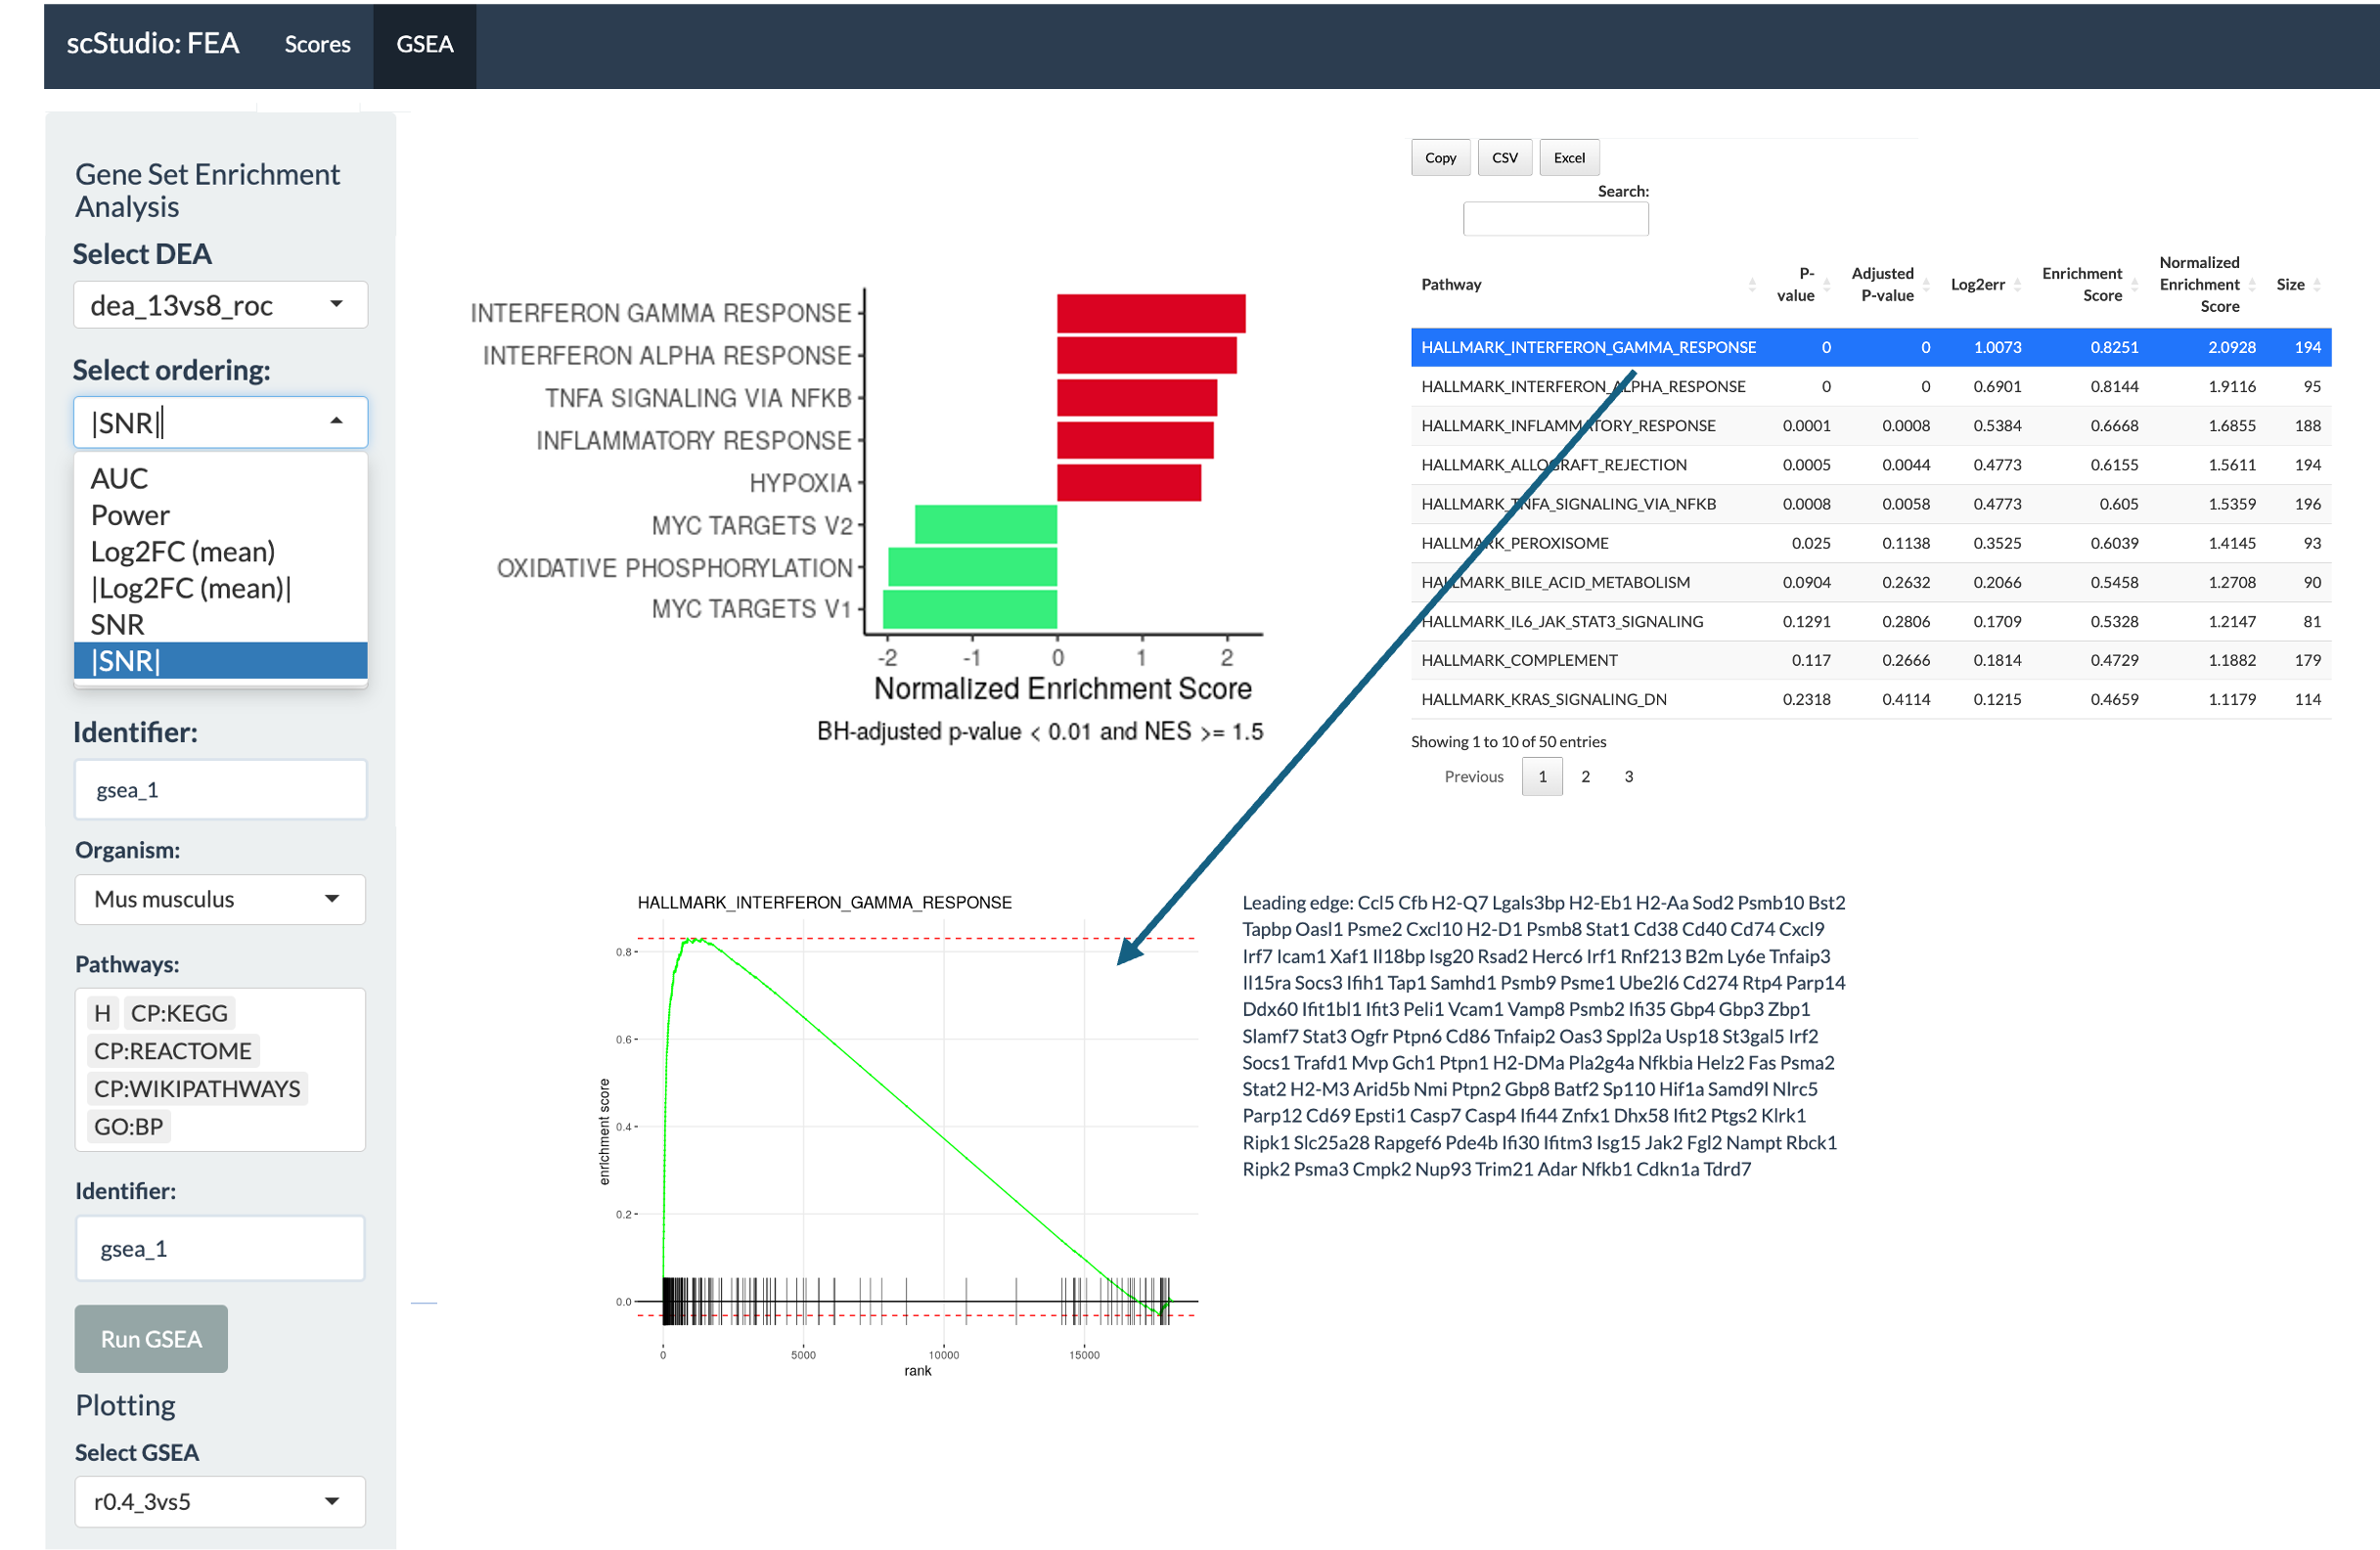 scStudio: FEA Scores GSEA
Gene Set Enrichment
Analysis
Select DEA
dea_13vs8_roc
Select ordering:
|SNR|
AUC
Power
Log2FC (mean)
|Log2FC (mean)|
SNR
|SNR|
Identifier:
gsea_1
Organism:
Mus musculus
Pathways:
H CP:KEGG
CP:REACTOME
CP:WIKIPATHWAYS
GO:BP
Identifier:
gsea_1
Run GSEA
Plotting
Select GSEA
r0.4_3vs5
INTERFERON GAMMA RESPONSE
INTERFERON ALPHA RESPONSE
TNFA SIGNALING VIA NFKB
INFLAMMATORY RESPONSE
HYPOXIA
MYC TARGETS V2
OXIDATIVE PHOSPHORYLATION
MYC TARGETS V1
-2 -1 0 1 2
Normalized Enrichment Score
BH-adjusted p-value < 0.01 and NES >= 1.5
Copy CSV Excel
Search:
Pathway P-value Adjusted P-value Log2err Enrichment Score Normalized Enrichment Score Size
HALLMARK_INTERFERON_GAMMA_RESPONSE 0 0 1.0073 0.8251 2.0928 194
HALLMARK_INTERFERON_ALPHA_RESPONSE 0 0 0.6901 0.8144 1.9116 95
HALLMARK_INFLAMMATORY_RESPONSE 0.0001 0.0008 0.5384 0.6668 1.6855 188
HALLMARK_ALLOGRAFT_REJECTION 0.0005 0.0044 0.4773 0.6155 1.5611 194
HALLMARK_TNFA_SIGNALING_VIA_NFKB 0.0008 0.0058 0.4773 0.605 1.5359 196
HALLMARK_PEROXISOME 0.025 0.1138 0.3525 0.6039 1.4145 93
HALLMARK_BILE_ACID_METABOLISM 0.0904 0.2632 0.2066 0.5458 1.2708 90
HALLMARK_IL6_JAK_STAT3_SIGNALING 0.1291 0.2806 0.1709 0.5328 1.2147 81
HALLMARK_COMPLEMENT 0.117 0.2666 0.1814 0.4729 1.1882 179
HALLMARK_KRAS_SIGNALING_DN 0.2318 0.4114 0.1215 0.4659 1.1179 114
Showing 1 to 10 of 50 entries
Previous 1 2 3
HALLMARK_INTERFERON_GAMMA_RESPONSE
enrichment score
0.8
0.6
0.4
0.2
0.0
0 5000 10000 15000
rank
Leading edge: Ccl5 Cfb H2-Q7 Lgals3bp H2-Eb1 H2-Aa Sod2 Psmb10 Bst2
Tapbp Oasl1 Psme2 Cxcl10 H2-D1 Psmb8 Stat1 Cd38 Cd40 Cd74 Cxcl9
Irf7 Icam1 Xaf1 Il18bp Isg20 Rsad2 Herc6 Irf1 Rnf213 B2m Ly6e Tnfaip3
Il15ra Socs3 Ifih1 Tap1 Samhd1 Psmb9 Psme1 Ube2l6 Cd274 Rtp4 Parp14
Ddx60 Ifit1bl1 Ifit3 Peli1 Vcam1 Vamp8 Psmb2 Ifi35 Gbp4 Gbp3 Zbp1
Slamf7 Stat3 Ogfr Ptpn6 Cd86 Tnfaip2 Oas3 Sppl2a Usp18 St3gal5 Irf2
Socs1 Trafd1 Mvp Gch1 Ptpn1 H2-DMa Pla2g4a Nfkbia Helz2 Fas Psma2
Stat2 H2-M3 Arid5b Nmi Ptpn2 Gbp8 Batf2 Sp110 Hif1a Samd9l Nlrc5
Parp12 Cd69 Epsti1 Casp7 Casp4 Ifi44 Znfx1 Dhx58 Ifit2 Ptgs2 Klrk1
Ripk1 Slc25a28 Rapgef6 Pde4b Ifi30 Ifitm3 Isg15 Jak2 Fgl2 Nampt Rbck1
Ripk2 Psma3 Cmpk2 Nup93 Trim21 Adar Nfkb1 Cdkn1a Tdrd7